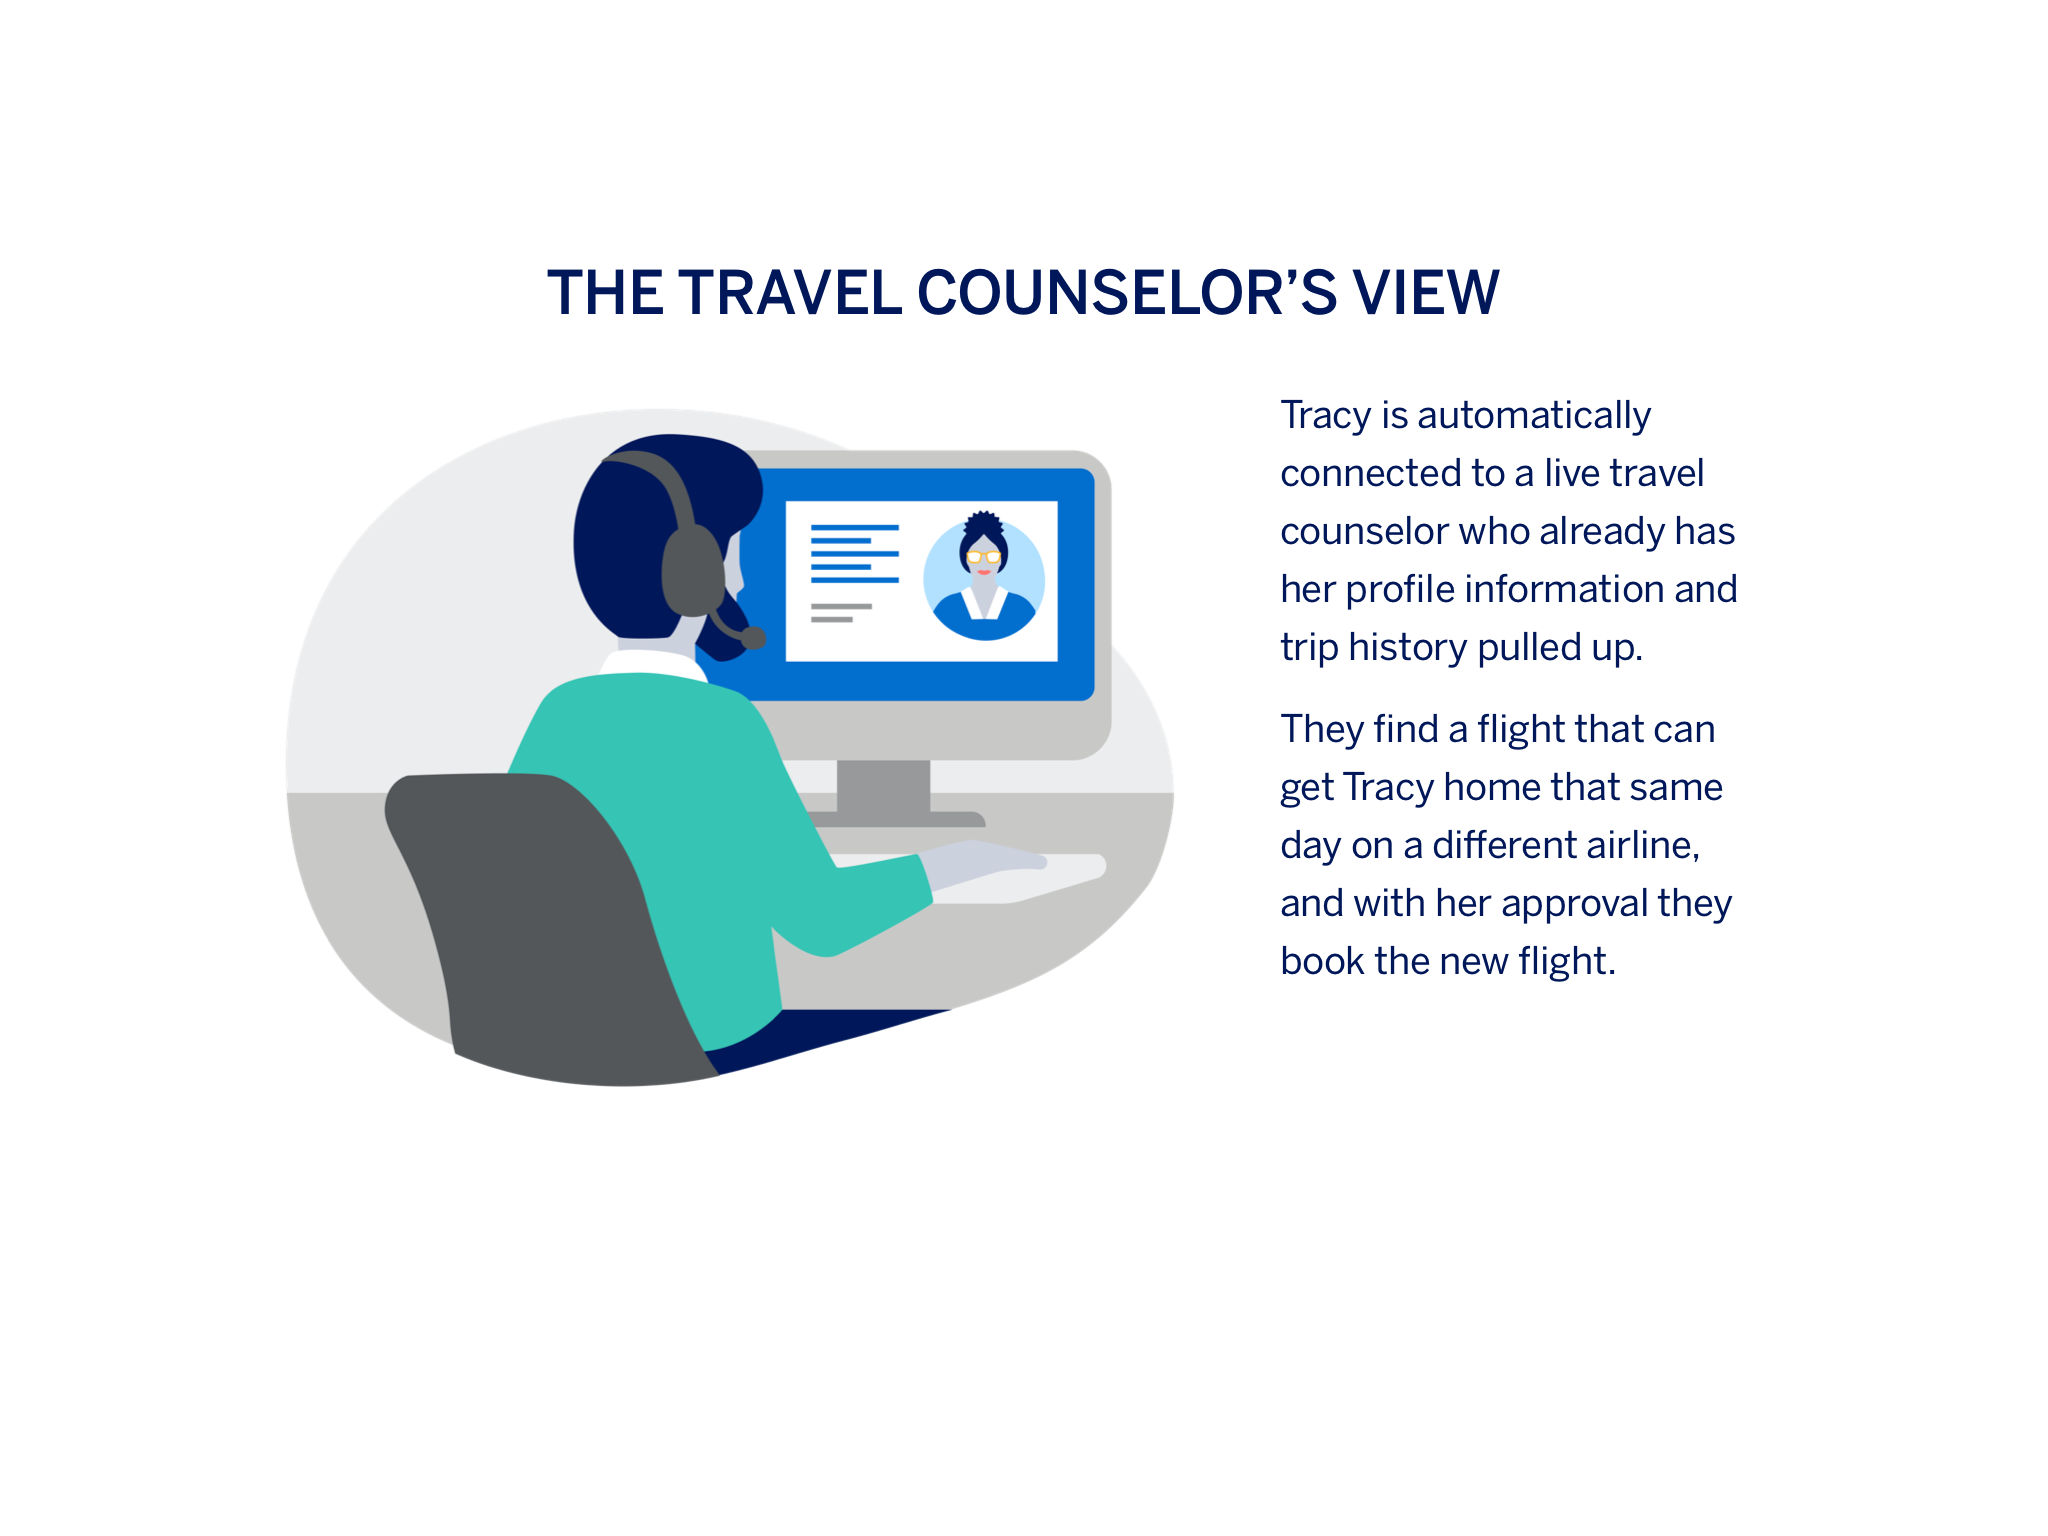 THE TRAVEL COUNSELOR’S VIEW
Tracy is automatically
connected to a live travel
counselor who already has
her profile information and
trip history pulled up.
They find a flight that can
get Tracy home that same
day on a different airline,
and with her approval they
book the new flight.